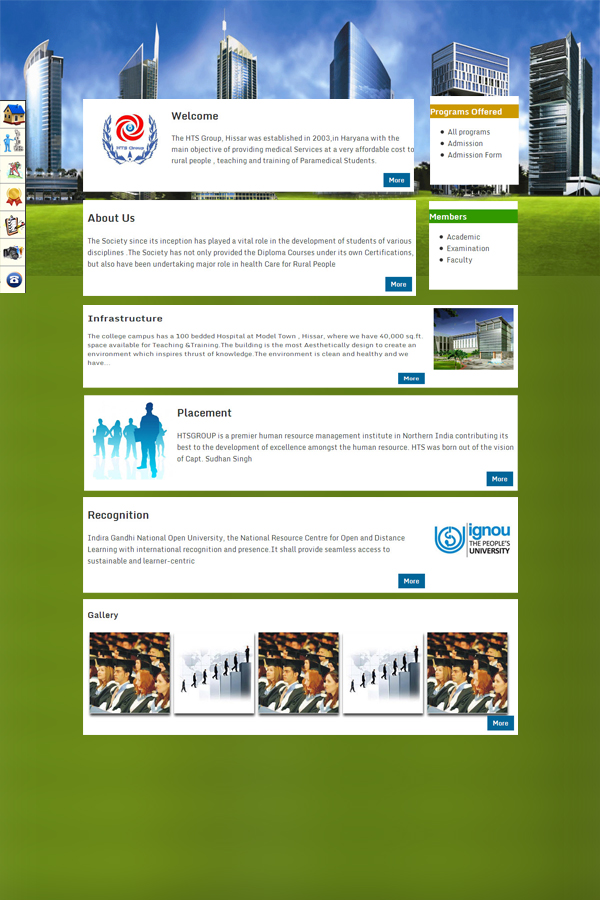 Welcome
The HTS Group, Hissar was established in 2003,in Haryana with the
main objective of providing medical Services at a very affordable cost to
rural people , teaching and training of Paramedical Students.
More
HTS Group
Programs Offered
All programs
Admission
Admission Form
About Us
The Society since its inception has played a vital role in the development of students of various
disciplines .The Society has not only provided the Diploma Courses under its own Certifications,
but also have been undertaking major role in health Care for Rural People
More
Members
Academic
Examination
Faculty
Infrastructure
The college campus has a 100 bedded Hospital at Model Town , Hissar, where we have 40,000 sq.ft.
space available for Teaching &Training.The building is the most Aesthetically design to create an
environment which inspires thrust of knowledge.The environment is clean and healthy and we
have...
More
Placement
HTSGROUP is a premier human resource management institute in Northern India contributing its
best to the development of excellence amongst the human resource. HTS was born out of the vision
of Capt. Sudhan Singh
More
Recognition
Indira Gandhi National Open University, the National Resource Centre for Open and Distance
Learning with international recognition and presence.It shall provide seamless access to
sustainable and learner-centric
More
ignou
THE PEOPLE'S
UNIVERSITY
Gallery
More